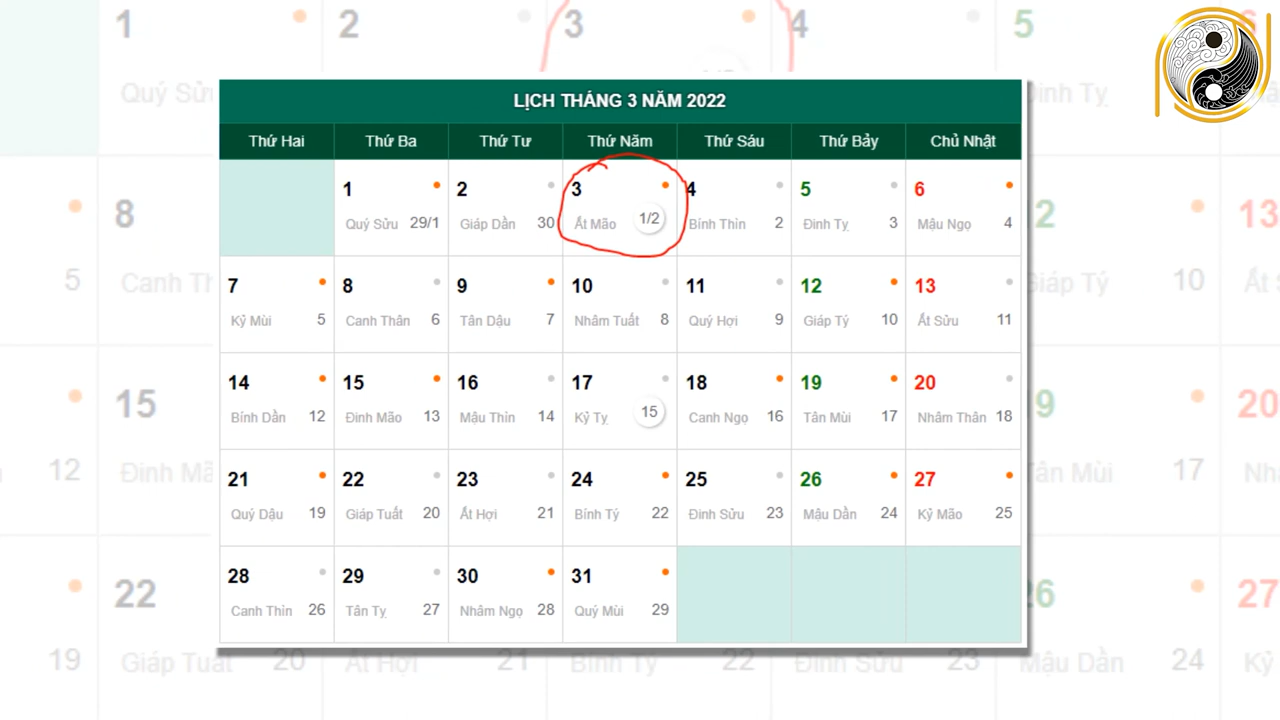 LỊCH THÁNG 3 NĂM 2022
Thứ Hai Thứ Ba Thứ Tư Thứ Năm Thứ Sáu Thứ Bảy Chủ Nhật
1 2 3 4 5 6
Quý Sửu 29/1 Giáp Dần 30 Ất Mão 1/2 Bính Thìn 2 Đinh Tỵ 3 Mậu Ngọ 4
7 8 9 10 11 12 13
Kỷ Mùi 5 Canh Thân 6 Tân Dậu 7 Nhâm Tuất 8 Quý Hợi 9 Giáp Tý 10 Ất Sửu 11
14 15 16 17 18 19 20
Bính Dần 12 Đinh Mão 13 Mậu Thìn 14 Kỷ Tỵ 15 Canh Ngọ 16 Tân Mùi 17 Nhâm Thân 18
21 22 23 24 25 26 27
Quý Dậu 19 Giáp Tuất 20 Ất Hợi 21 Bính Tý 22 Đinh Sửu 23 Mậu Dần 24 Kỷ Mão 25
28 29 30 31
Canh Thìn 26 Tân Tỵ 27 Nhâm Ngọ 28 Quý Mùi 29